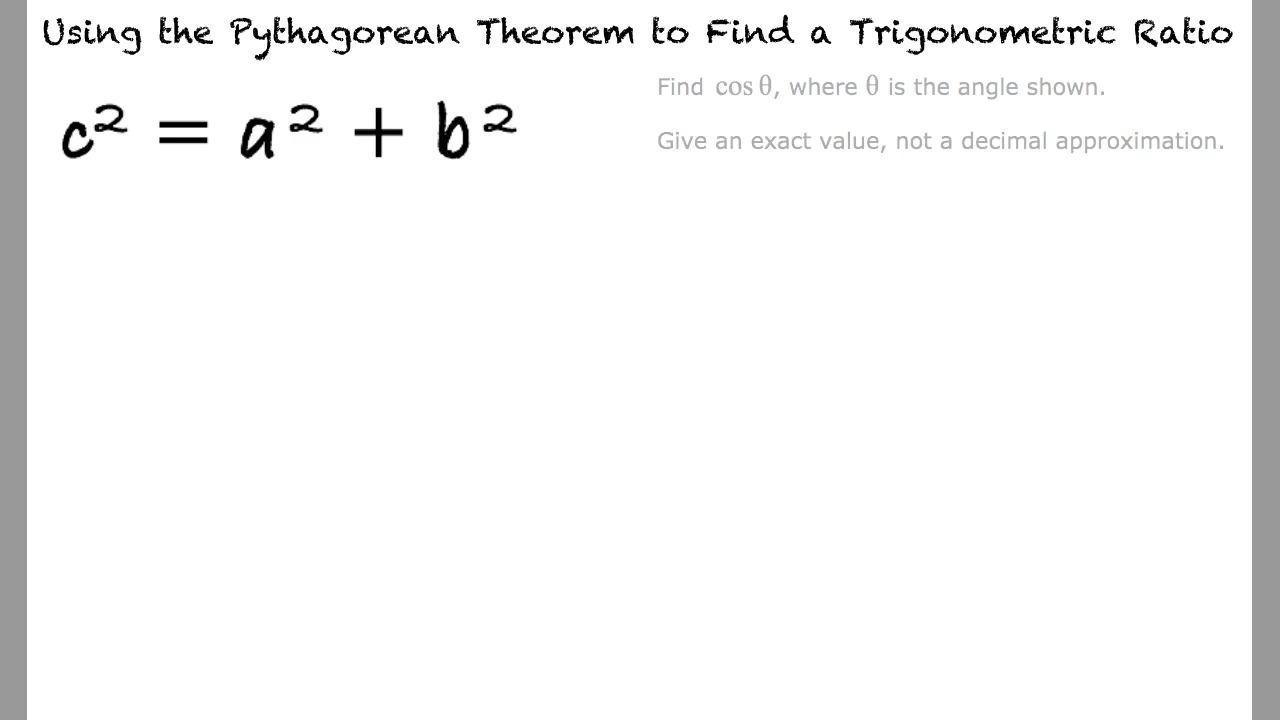 Using the Pythagorean Theorem to Find a Trigonometric Ratio
c² = a² + b²
Find cos θ, where θ is the angle shown.
Give an exact value, not a decimal approximation.